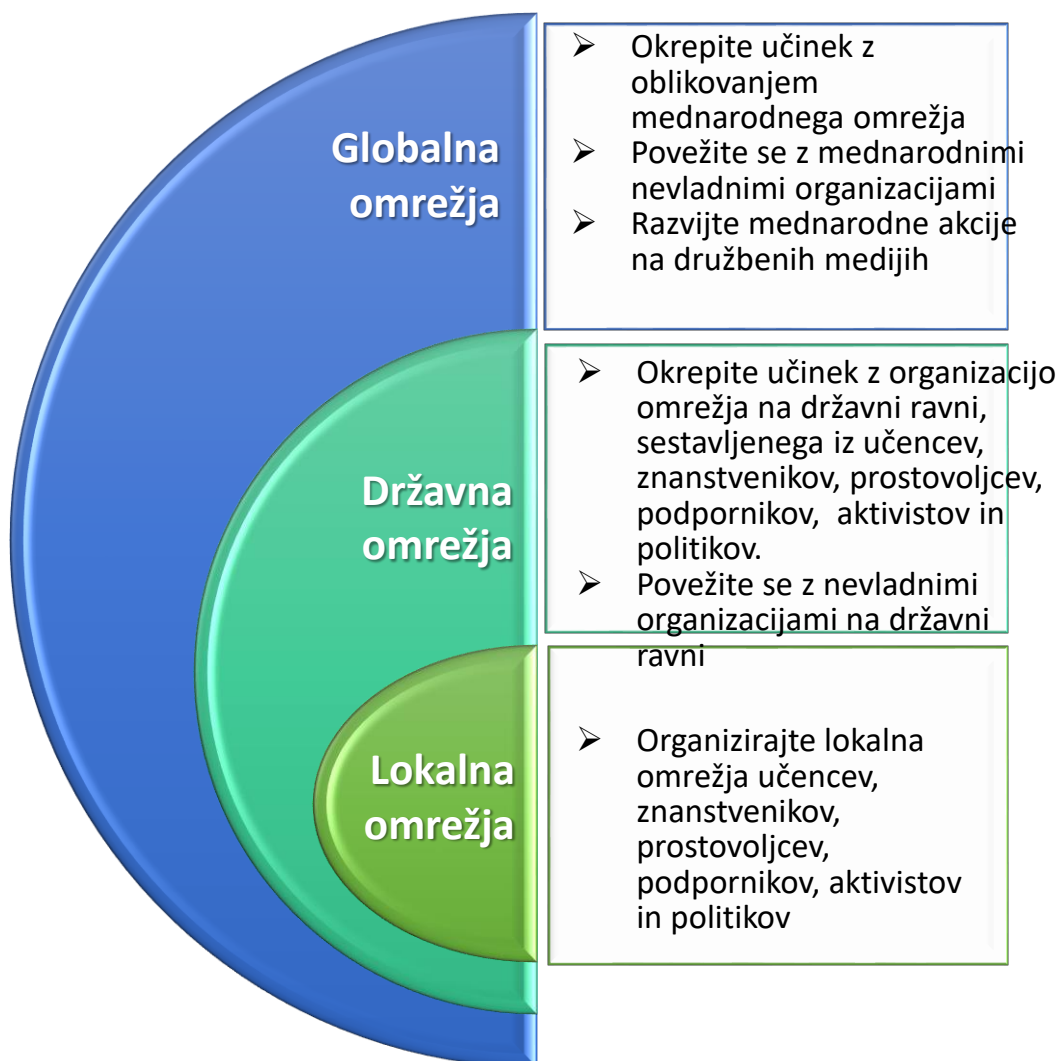 Globalna
omrežja
➢ Okrepite učinek z
oblikovanjem
mednarodnega omrežja
➢ Povežite se z mednarodnimi
nevladnimi organizacijami
➢ Razvijte mednarodne akcije
na družbenih medijih
Državna
omrežja
➢ Okrepite učinek z organizacijo
omrežja na državni ravni,
sestavljenega iz učencev,
znanstvenikov, prostovoljcev,
podpornikov,  aktivistov in
politikov.
➢ Povežite se z nevladnimi
organizacijami na državni
ravni
Lokalna
omrežja
➢ Organizirajte lokalna
omrežja učencev,
znanstvenikov,
prostovoljcev,
podpornikov, aktivistov
in politikov